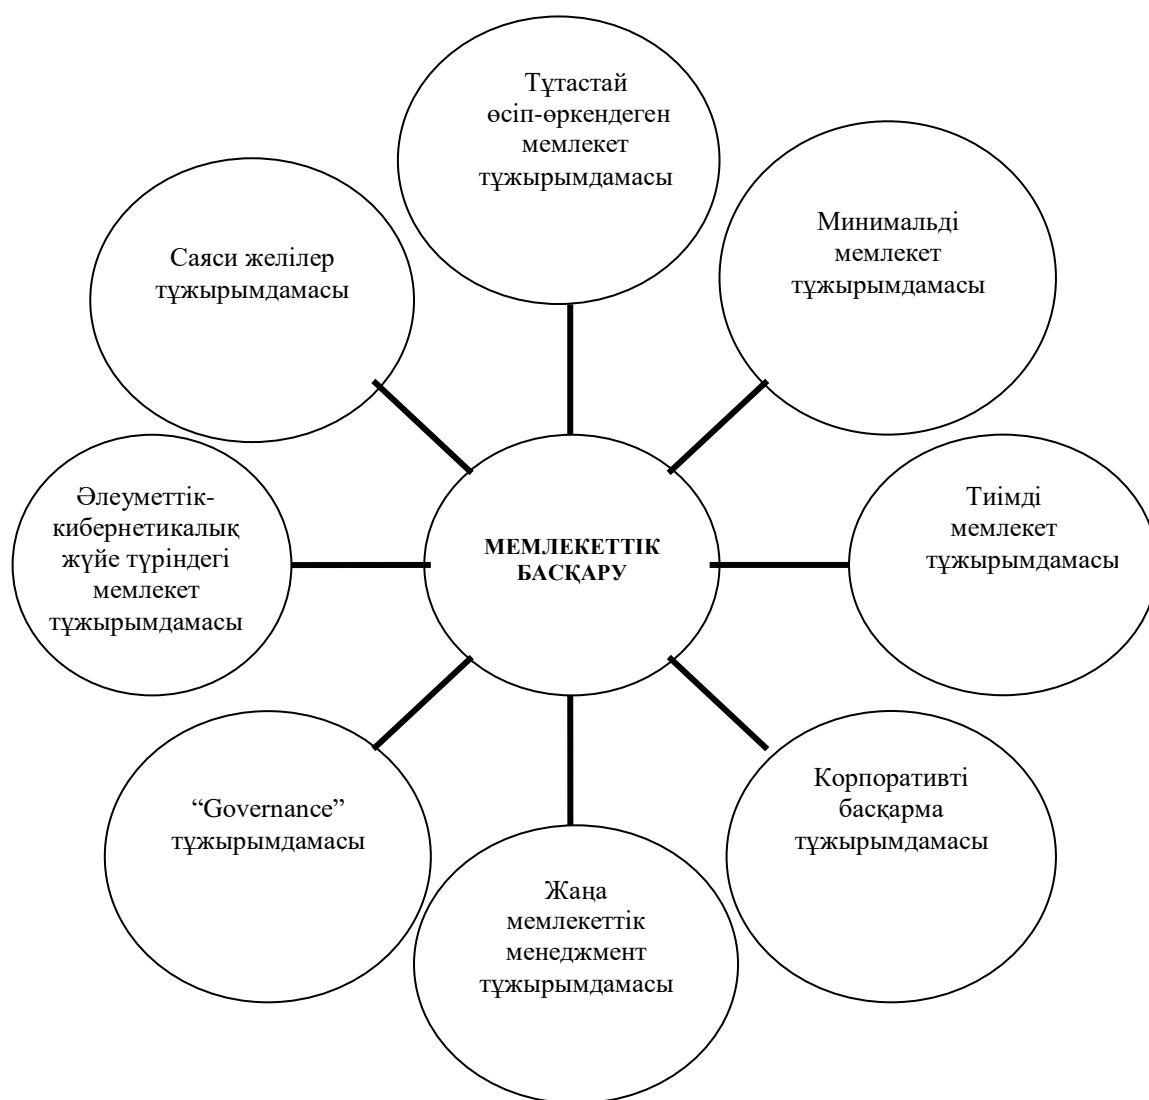 Тұтастай
өсіп-өркендеген
мемлекет
тұжырымдамасы
Минимальді
мемлекет
тұжырымдамасы
Саяси желілер
тұжырымдамасы
Әлеуметтік-
кибернетикалық
жүйе түріндегі
мемлекет
тұжырымдамасы
МЕМЛЕКЕТТІК
БАСҚАРУ
Тиімді
мемлекет
тұжырымдамасы
“Governance”
тұжырымдамасы
Корпоративті
басқарма
тұжырымдамасы
Жаңа
мемлекеттік
менеджмент
тұжырымдамасы